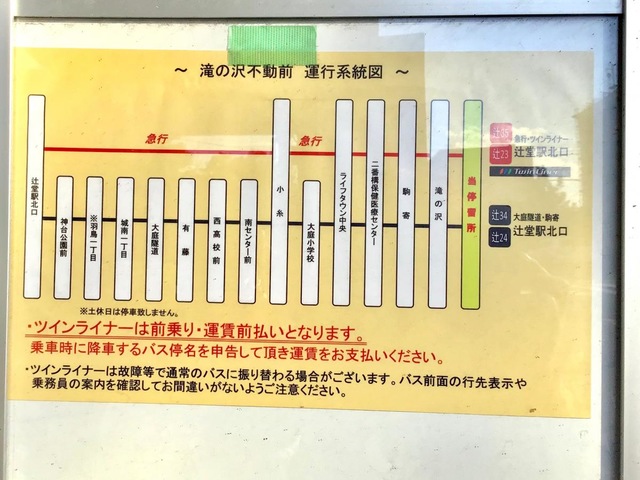 ～ 滝の沢不動前 運行系統図 ～
急行
急行
辻堂駅北口
神台公園前
※羽鳥一丁目
城南一丁目
大庭隧道
有藤
西高校前
南センター前
小糸
大庭小学校
ライフタウン中央
二番構保健医療センター
駒寄
滝の沢
当停留所
辻35
急行・ツインライナー
辻23
辻堂駅北口
TwinLiner
辻34
大庭隧道・駒寄
辻24
辻堂駅北口
※土休日は停車致しません。
・ツインライナーは前乗り・運賃前払いとなります。
乗車時に降車するバス停名を申告して頂き運賃をお支払いください。
・ツインライナーは故障等で通常のバスに振り替わる場合がございます。バス前面の行先表示や
乗務員の案内を確認してお間違いがないようご注意ください。